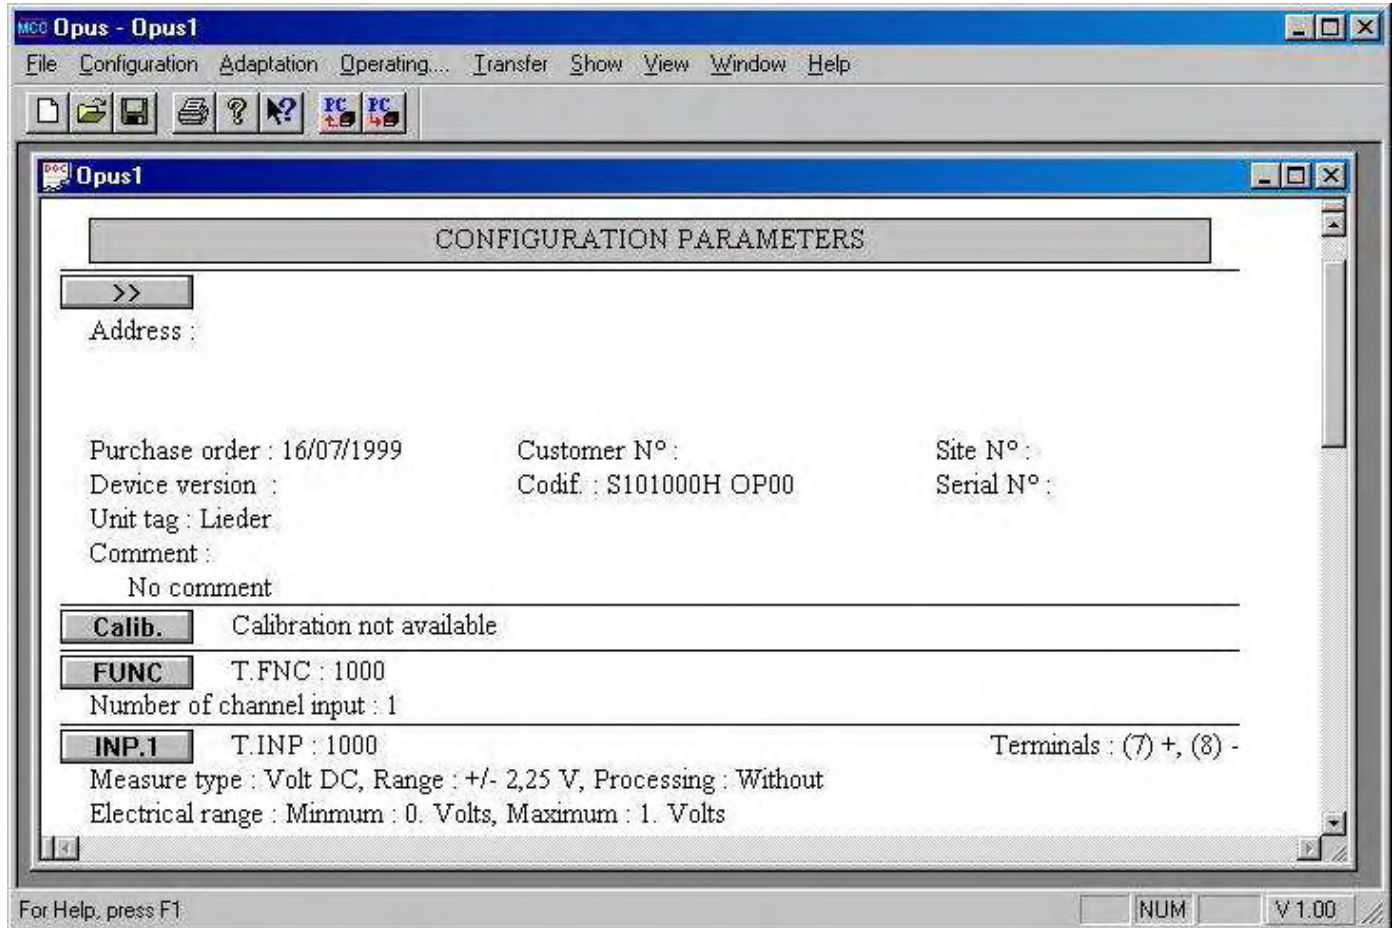 MCC Opus - Opus1
File Configuration Adaptation Operating.... Transfer Show View Window Help
PC PC
DOC Opus1
CONFIGURATION PARAMETERS
>>
Address :
Purchase order : 16/07/1999 Customer N° : Site N° :
Device version : Codif. : S101000H OP00 Serial N° :
Unit tag : Lieder
Comment :
No comment
Calib. Calibration not available
FUNC T.FNC : 1000
Number of channel input : 1
INP.1 T.INP : 1000 Terminals : (7) +, (8) -
Measure type : Volt DC, Range : +/- 2,25 V, Processing : Without
Electrical range : Minmum : 0. Volts, Maximum : 1. Volts
For Help, press F1 NUM V 1.00